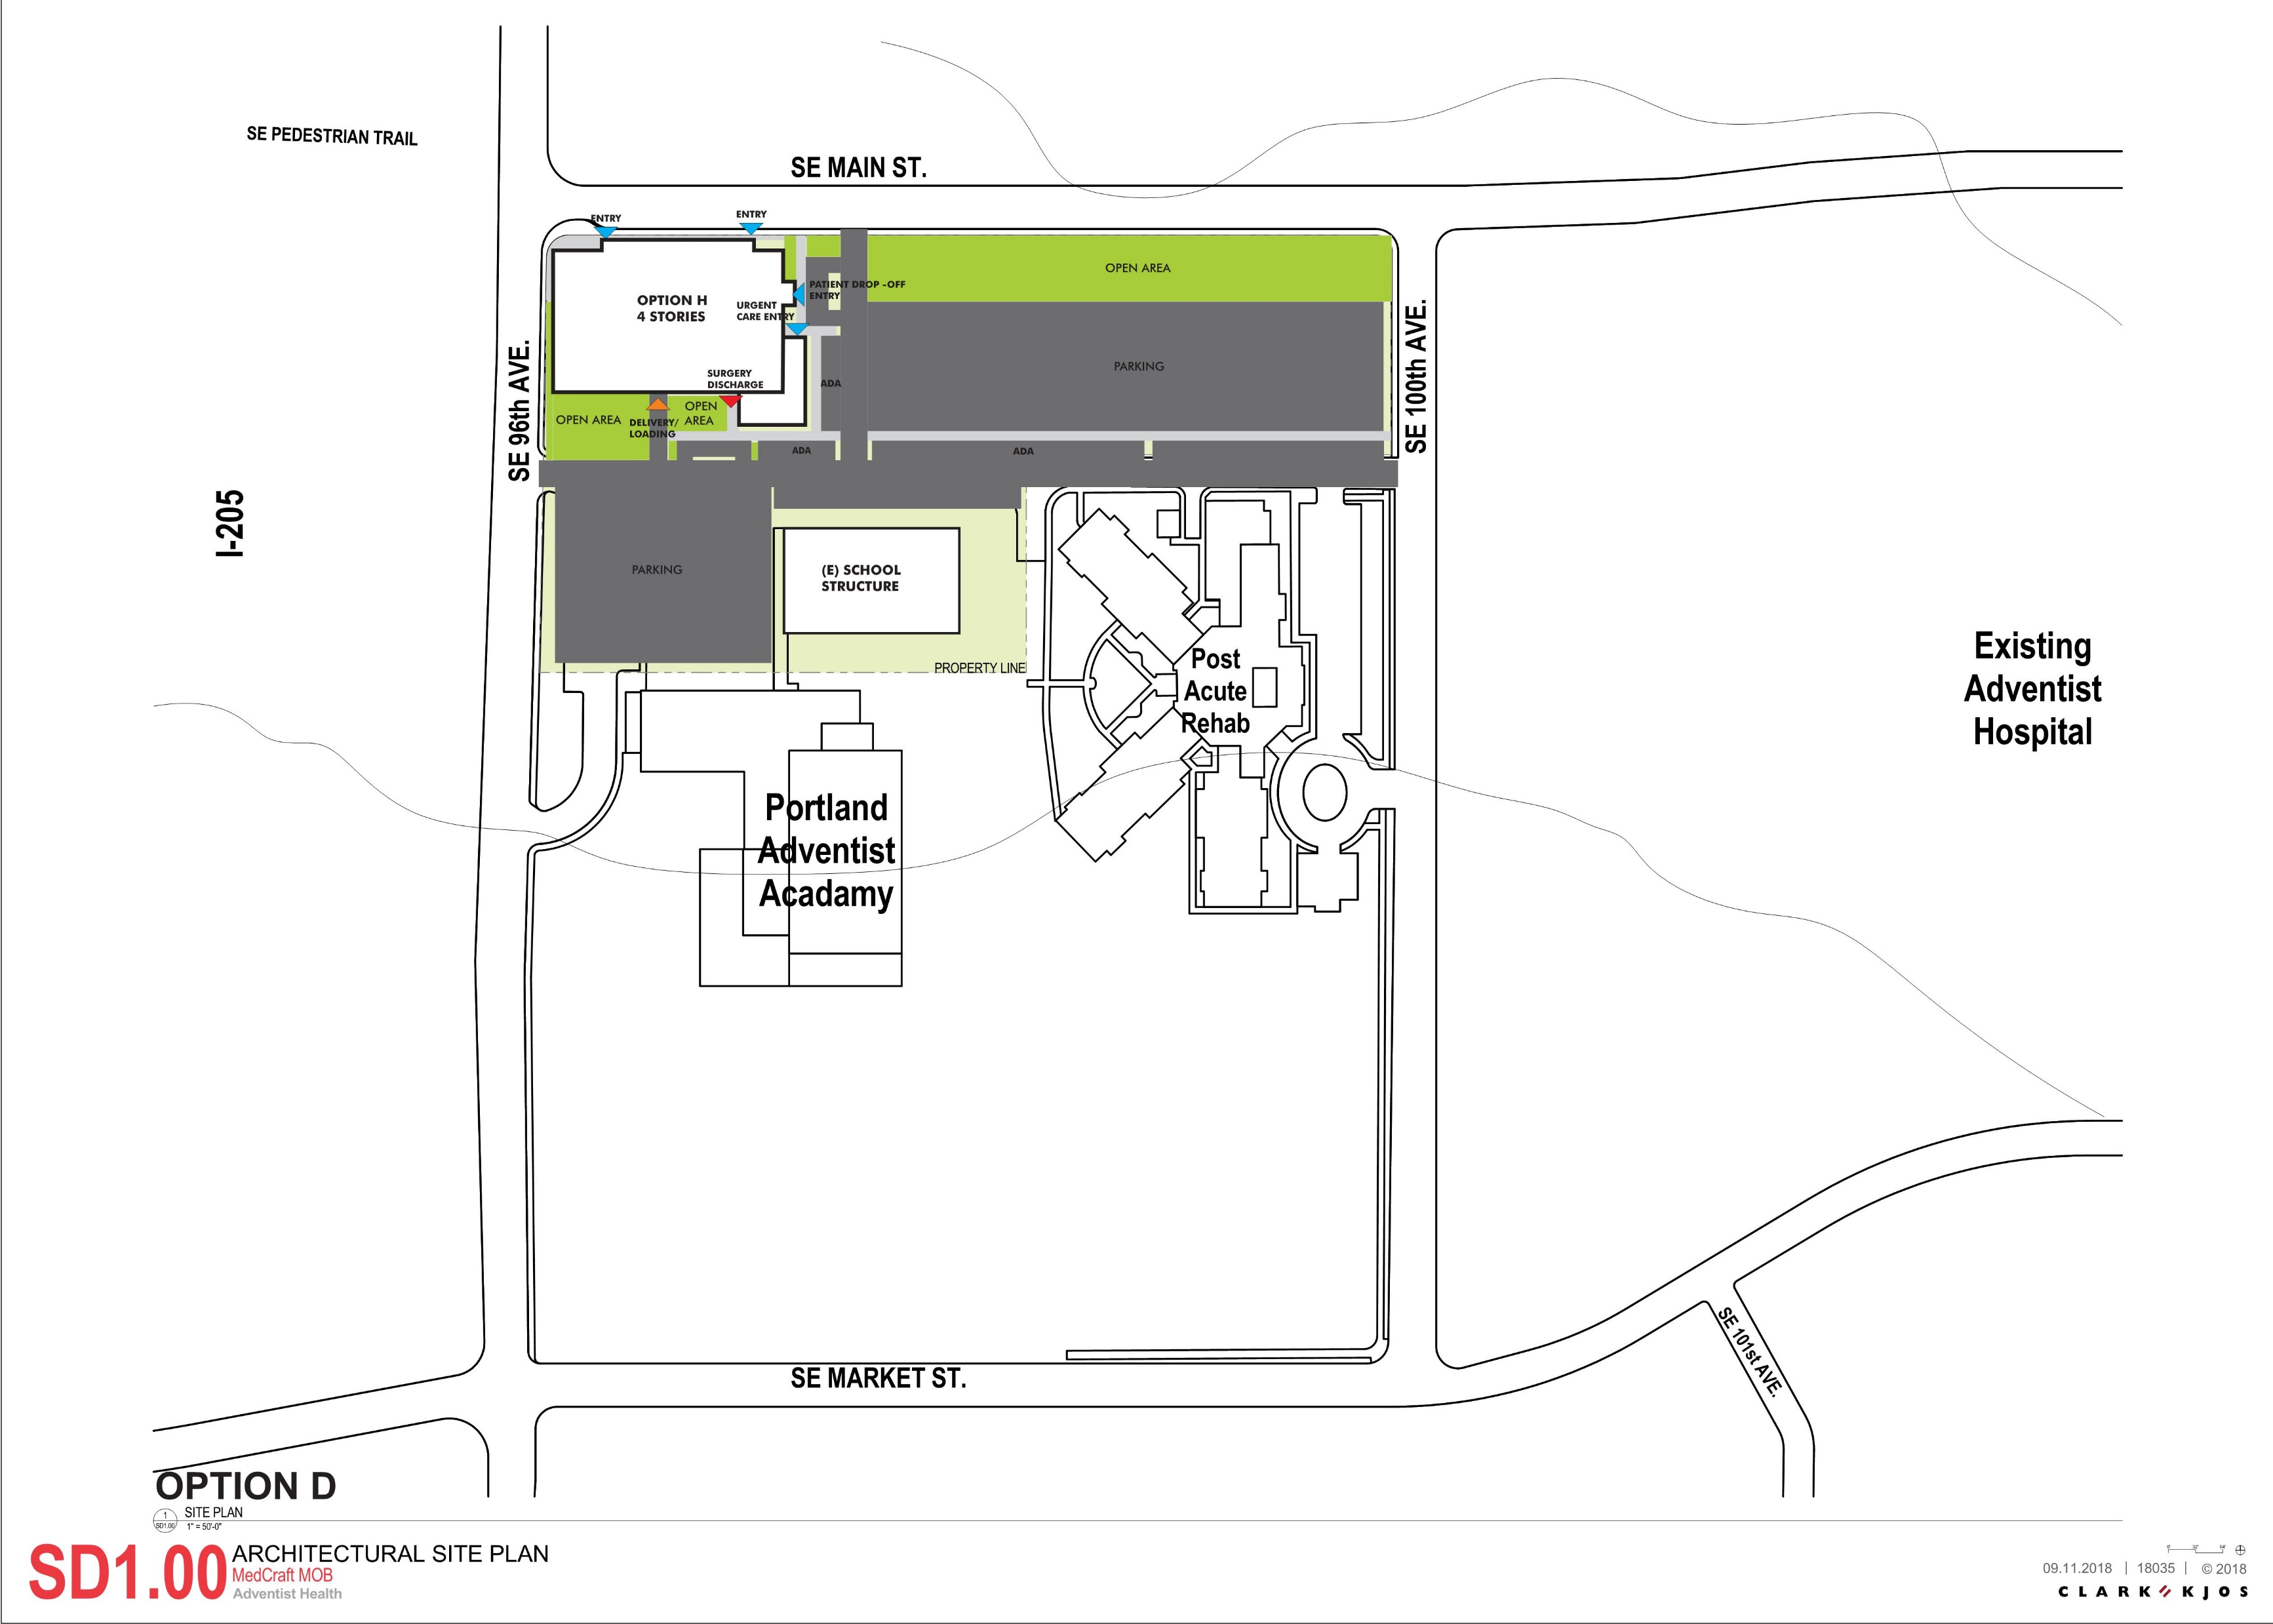 SE PEDESTRIAN TRAIL
SE MAIN ST.
ENTRY
ENTRY
OPEN AREA
PATIENT DROP -OFF
ENTRY
OPTION H
4 STORIES
URGENT
CARE ENTRY
SE 96th AVE.
SE 100th AVE.
PARKING
SURGERY
DISCHARGE
ADA
OPEN AREA
DELIVERY/
LOADING
OPEN
AREA
ADA
ADA
I-205
PARKING
(E) SCHOOL
STRUCTURE
PROPERTY LINE
Post
Acute
Rehab
Existing
Adventist
Hospital
Portland
Adventist
Acadamy
SE MARKET ST.
SE 101st AVE.
OPTION D
1
SD1.00
SITE PLAN
1" = 50'-0"
SD1.00
ARCHITECTURAL SITE PLAN
MedCraft MOB
Adventist Health
09.11.2018 | 18035 | © 2018
CLARK KJOS